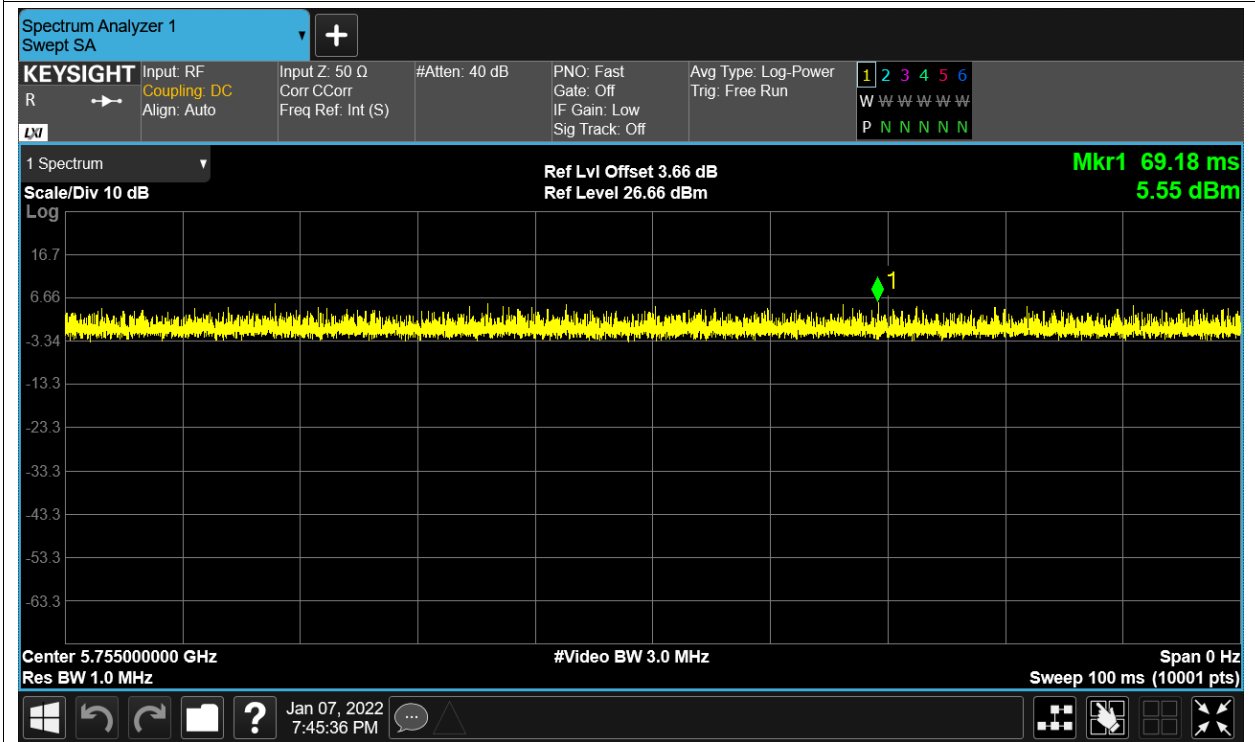 Spectrum Analyzer 1
Swept SA
+
KEYSIGHT
R
LXI
Input: RF
Coupling: DC
Align: Auto
Input Z: 50 Ω
Corr CCorr
Freq Ref: Int (S)
#Atten: 40 dB
PNO: Fast
Gate: Off
IF Gain: Low
Sig Track: Off
Avg Type: Log-Power
Trig: Free Run
1 2 3 4 5 6
W W W W W W
P N N N N N
1 Spectrum
Scale/Div 10 dB
Ref Lvl Offset 3.66 dB
Ref Level 26.66 dBm
Mkr1 69.18 ms
5.55 dBm
Log
16.7
6.66
-3.34
-13.3
-23.3
-33.3
-43.3
-53.3
-63.3
1
Center 5.755000000 GHz
#Video BW 3.0 MHz
Span 0 Hz
Res BW 1.0 MHz
Sweep 100 ms (10001 pts)
?
Jan 07, 2022
7:45:36 PM